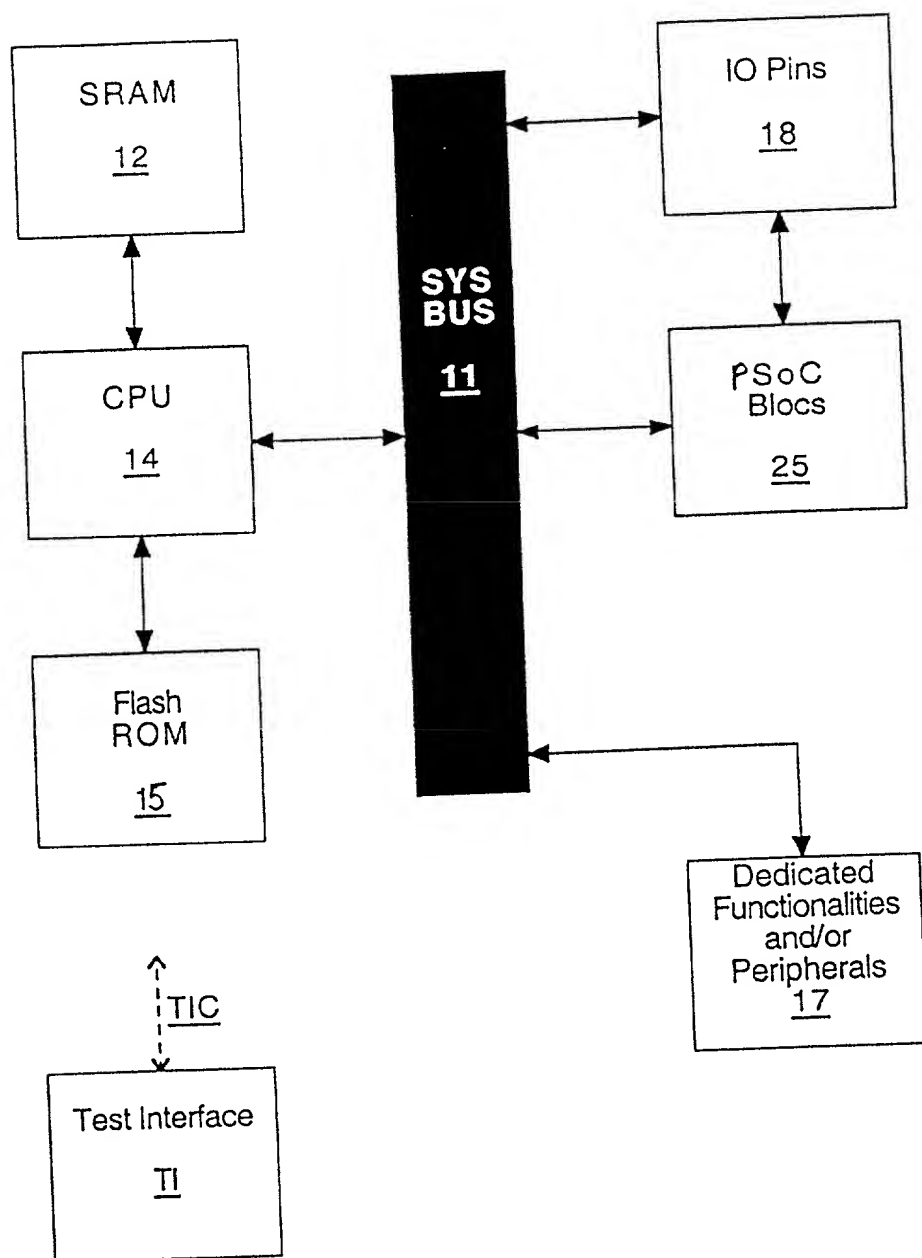 SRAM
12
IO Pins
18
SYS
BUS
11
CPU
14
PSoC
Blocs
25
Flash
ROM
15
Dedicated
Functionalities
and/or
Peripherals
17
TIC
Test Interface
TI